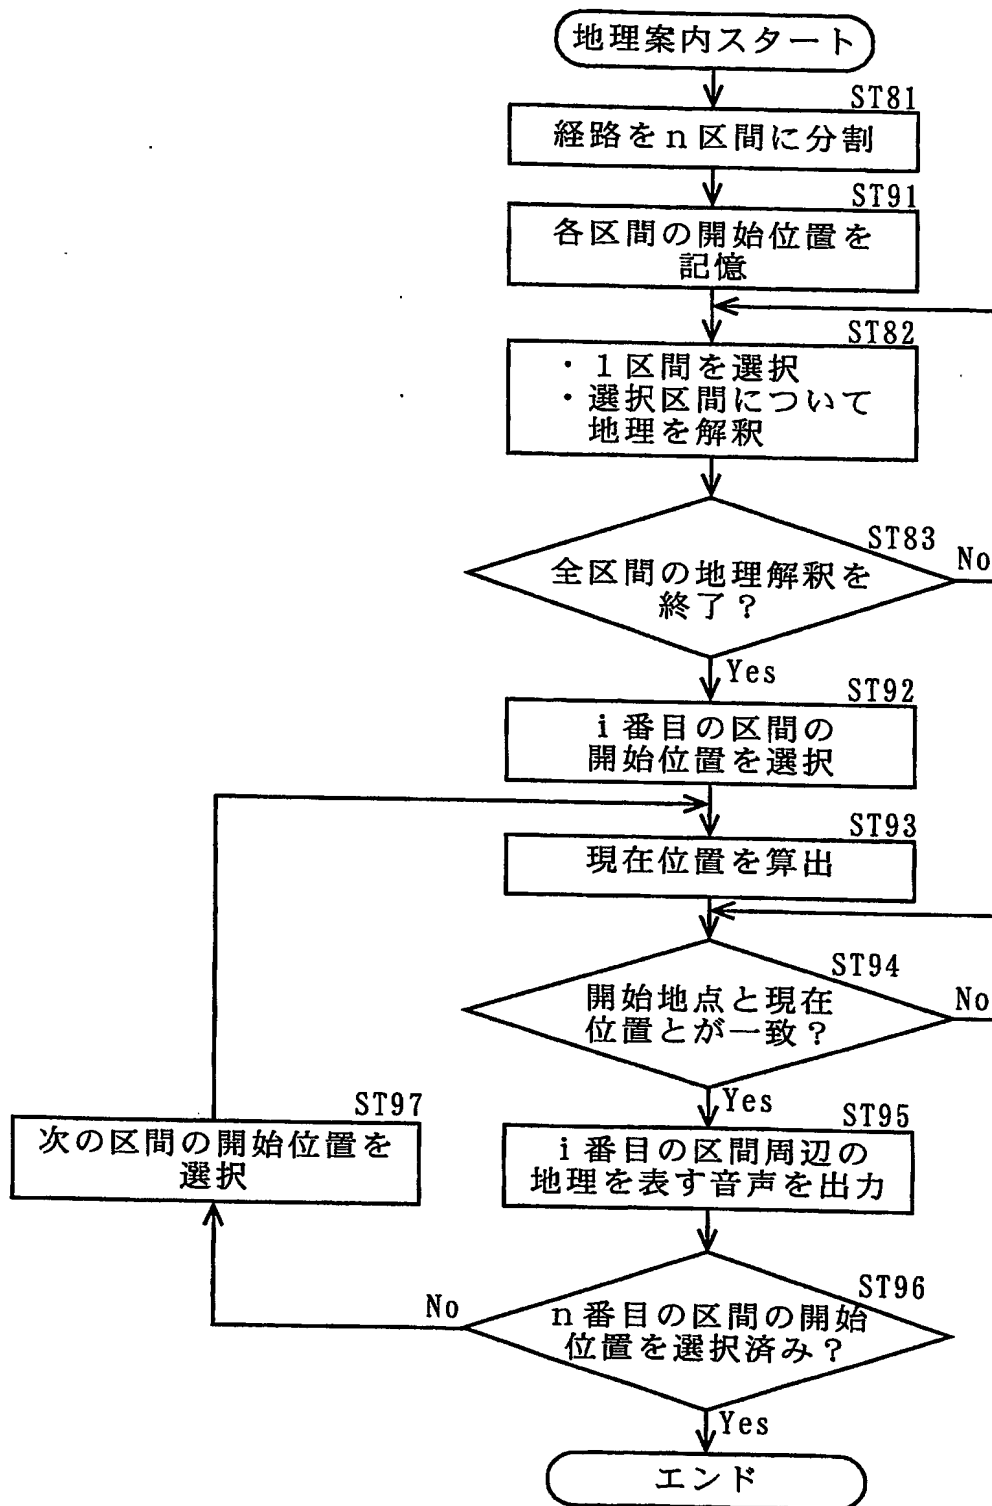 地理案内スタート
ST81
経路をn区間に分割
ST91
各区間の開始位置を
記憶
ST82
・1区間を選択
・選択区間について
地理を解釈
ST83
No
全区間の地理解釈を
終了？
Yes
ST92
i番目の区間の
開始位置を選択
ST93
現在位置を算出
ST94
No
開始地点と現在
位置とが一致？
Yes
ST97
次の区間の開始位置を
選択
ST95
i番目の区間周辺の
地理を表す音声を出力
ST96
No
n番目の区間の開始
位置を選択済み？
Yes
エンド